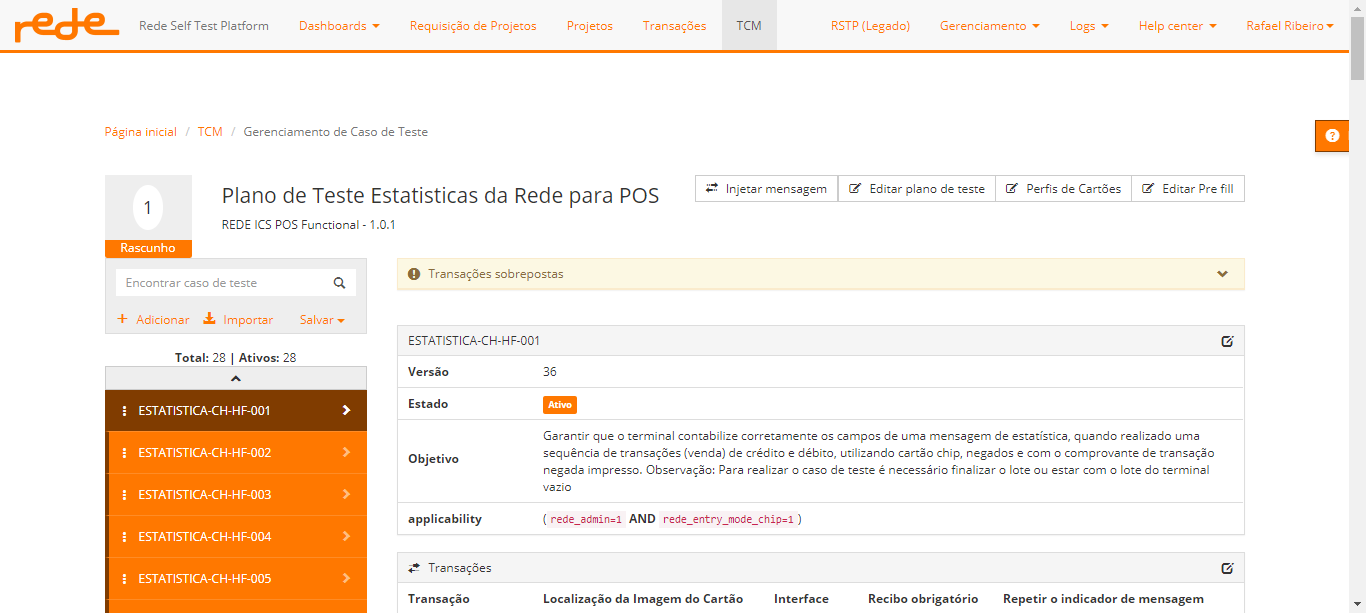 rede Rede Self Test Platform Dashboards Requisição de Projetos Projetos Transações TCM RSTP (Legado) Gerenciamento Logs Help center Rafael Ribeiro
Página inicial / TCM / Gerenciamento de Caso de Teste
?
1
Rascunho
Plano de Teste Estatisticas da Rede para POS
REDE ICS POS Functional - 1.0.1
Injetar mensagem Editar plano de teste Perfis de Cartões Editar Pre fill
Encontrar caso de teste
+ Adicionar Importar Salvar
Total: 28 | Ativos: 28
ESTATISTICA-CH-HF-001
ESTATISTICA-CH-HF-002
ESTATISTICA-CH-HF-003
ESTATISTICA-CH-HF-004
ESTATISTICA-CH-HF-005
Transações sobrepostas
ESTATISTICA-CH-HF-001
Versão 36
Estado Ativo
Objetivo
Garantir que o terminal contabilize corretamente os campos de uma mensagem de estatística, quando realizado uma
sequência de transações (venda) de crédito e débito, utilizando cartão chip, negados e com o comprovante de transação
negada impresso. Observação: Para realizar o caso de teste é necessário finalizar o lote ou estar com o lote do terminal
vazio
applicability ( rede_admin=1 AND rede_entry_mode_chip=1 )
Transações
Transação Localização da Imagem do Cartão Interface Recibo obrigatório Repetir o indicador de mensagem